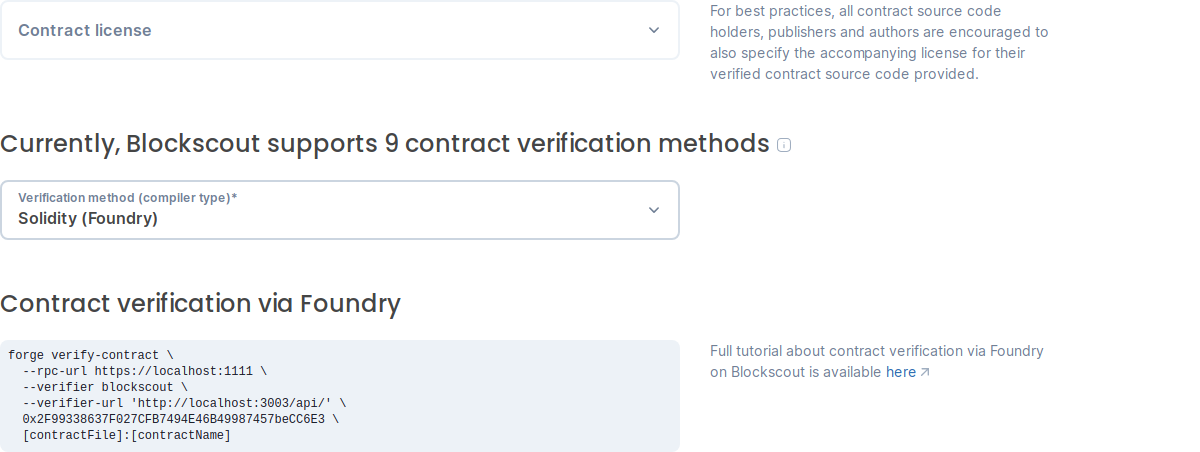 Contract license
For best practices, all contract source code
holders, publishers and authors are encouraged to
also specify the accompanying license for their
verified contract source code provided.
Currently, Blockscout supports 9 contract verification methods
Verification method (compiler type)*
Solidity (Foundry)
Contract verification via Foundry
forge verify-contract \
  --rpc-url https://localhost:1111 \
  --verifier blockscout \
  --verifier-url 'http://localhost:3003/api/' \
  0x2F99338637F027CFB7494E46B49987457beCC6E3 \
  [contractFile]:[contractName]
Full tutorial about contract verification via Foundry
on Blockscout is available here